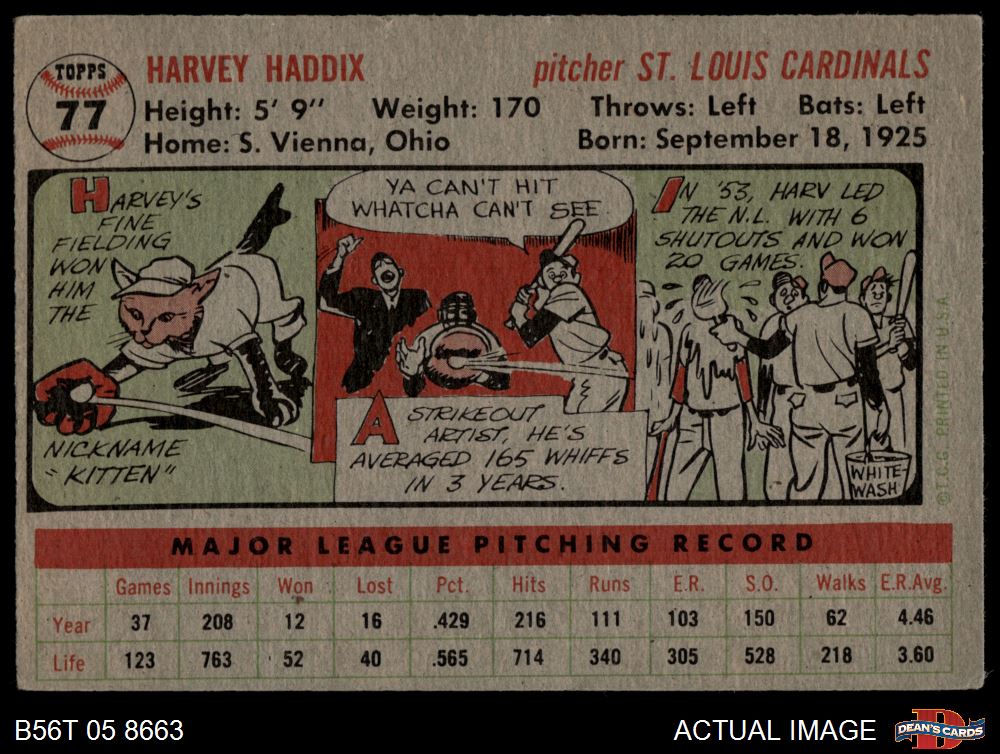 TOPPS
77
HARVEY HADDIX pitcher ST. LOUIS CARDINALS
Height: 5' 9" Weight: 170 Throws: Left Bats: Left
Home: S. Vienna, Ohio Born: September 18, 1925
HARVEY'S
FINE
FIELDING
WON
HIM
THE
NICKNAME
"KITTEN"
YA CAN'T HIT
WHATCHA CAN'T SEE
A STRIKEOUT
ARTIST, HE'S
AVERAGED 165 WHIFFS
IN 3 YEARS.
IN '53, HARV LED
THE N.L. WITH 6
SHUTOUTS AND WON
20 GAMES.
WHITE-
WASH
©T.C.G. PRINTED IN U.S.A.
MAJOR LEAGUE PITCHING RECORD
Games Innings Won Lost Pct. Hits Runs E.R. S.O. Walks E.R.Avg.
Year 37 208 12 16 .429 216 111 103 150 62 4.46
Life 123 763 52 40 .565 714 340 305 528 218 3.60
B56T 05 8663 ACTUAL IMAGE
D
DEAN'S CARDS